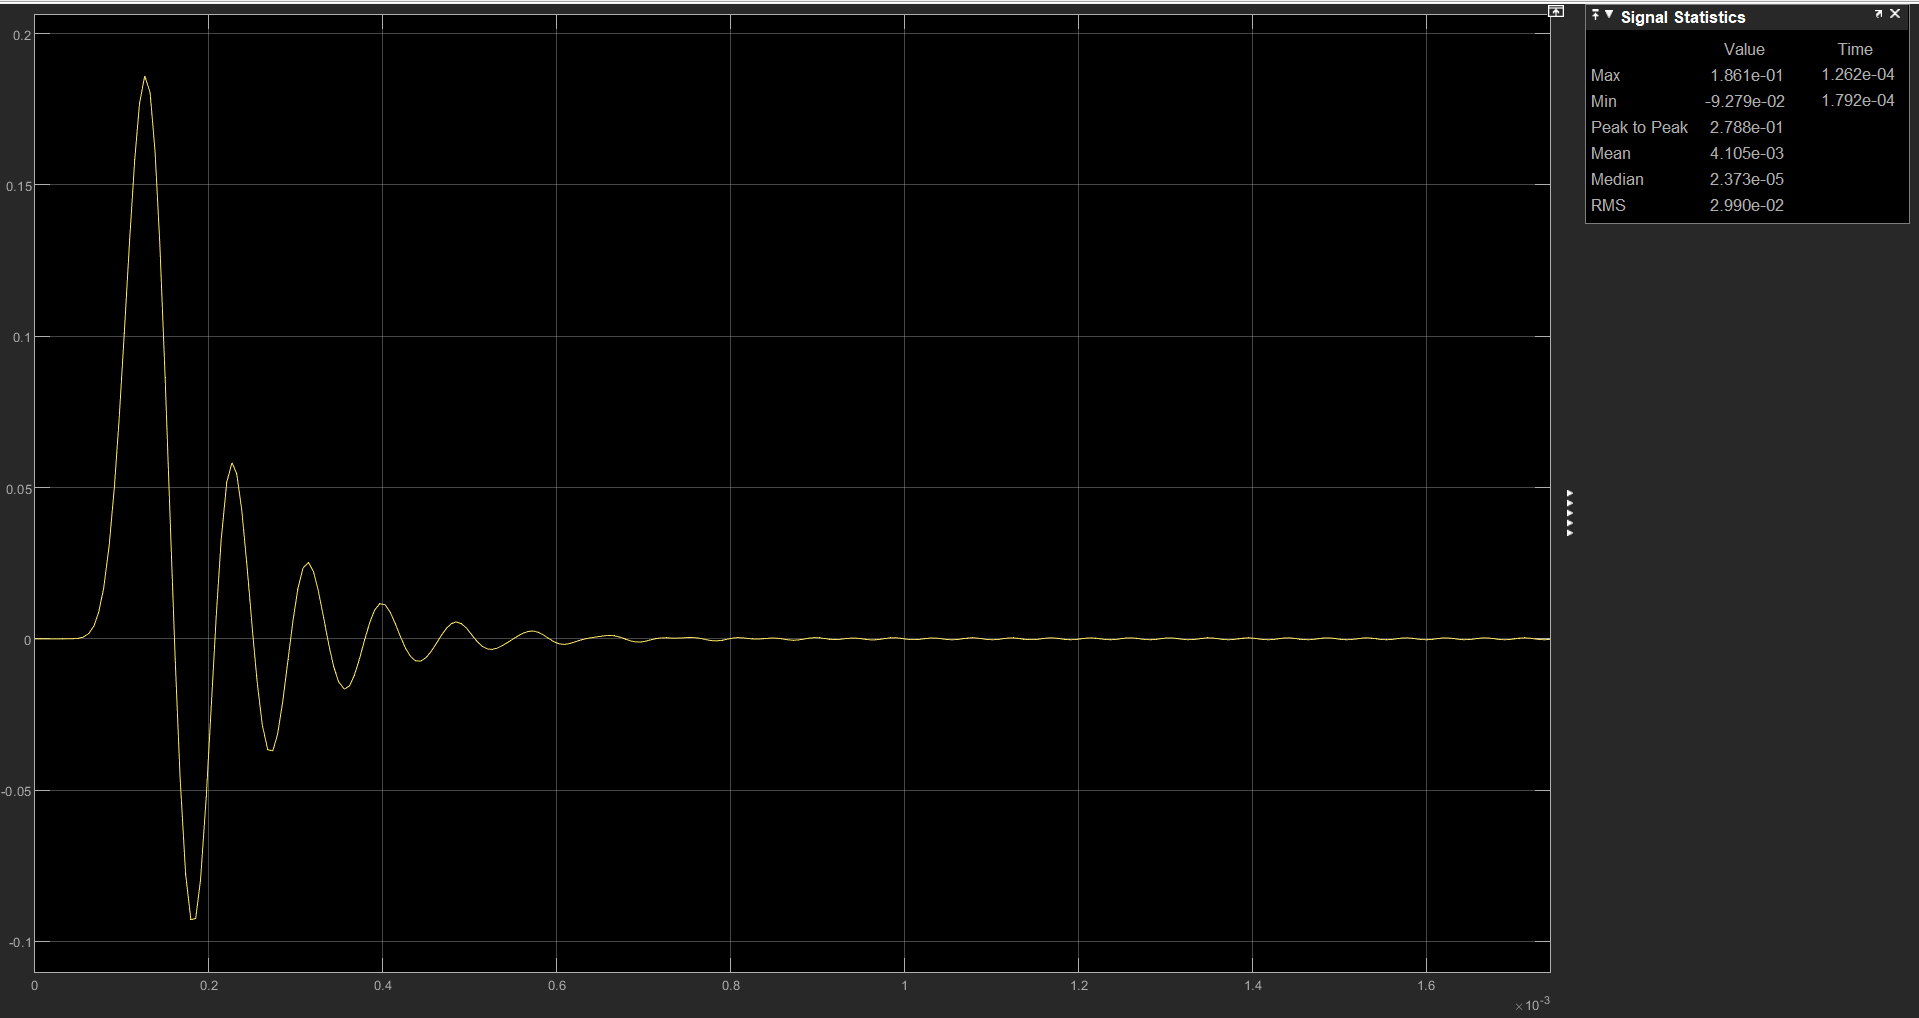 Signal Statistics
Value Time
Max 1.861e-01 1.262e-04
Min -9.279e-02 1.792e-04
Peak to Peak 2.788e-01
Mean 4.105e-03
Median 2.373e-05
RMS 2.990e-02
0.2
0.15
0.1
0.05
0
-0.05
-0.1
0 0.2 0.4 0.6 0.8 1 1.2 1.4 1.6
×10-3